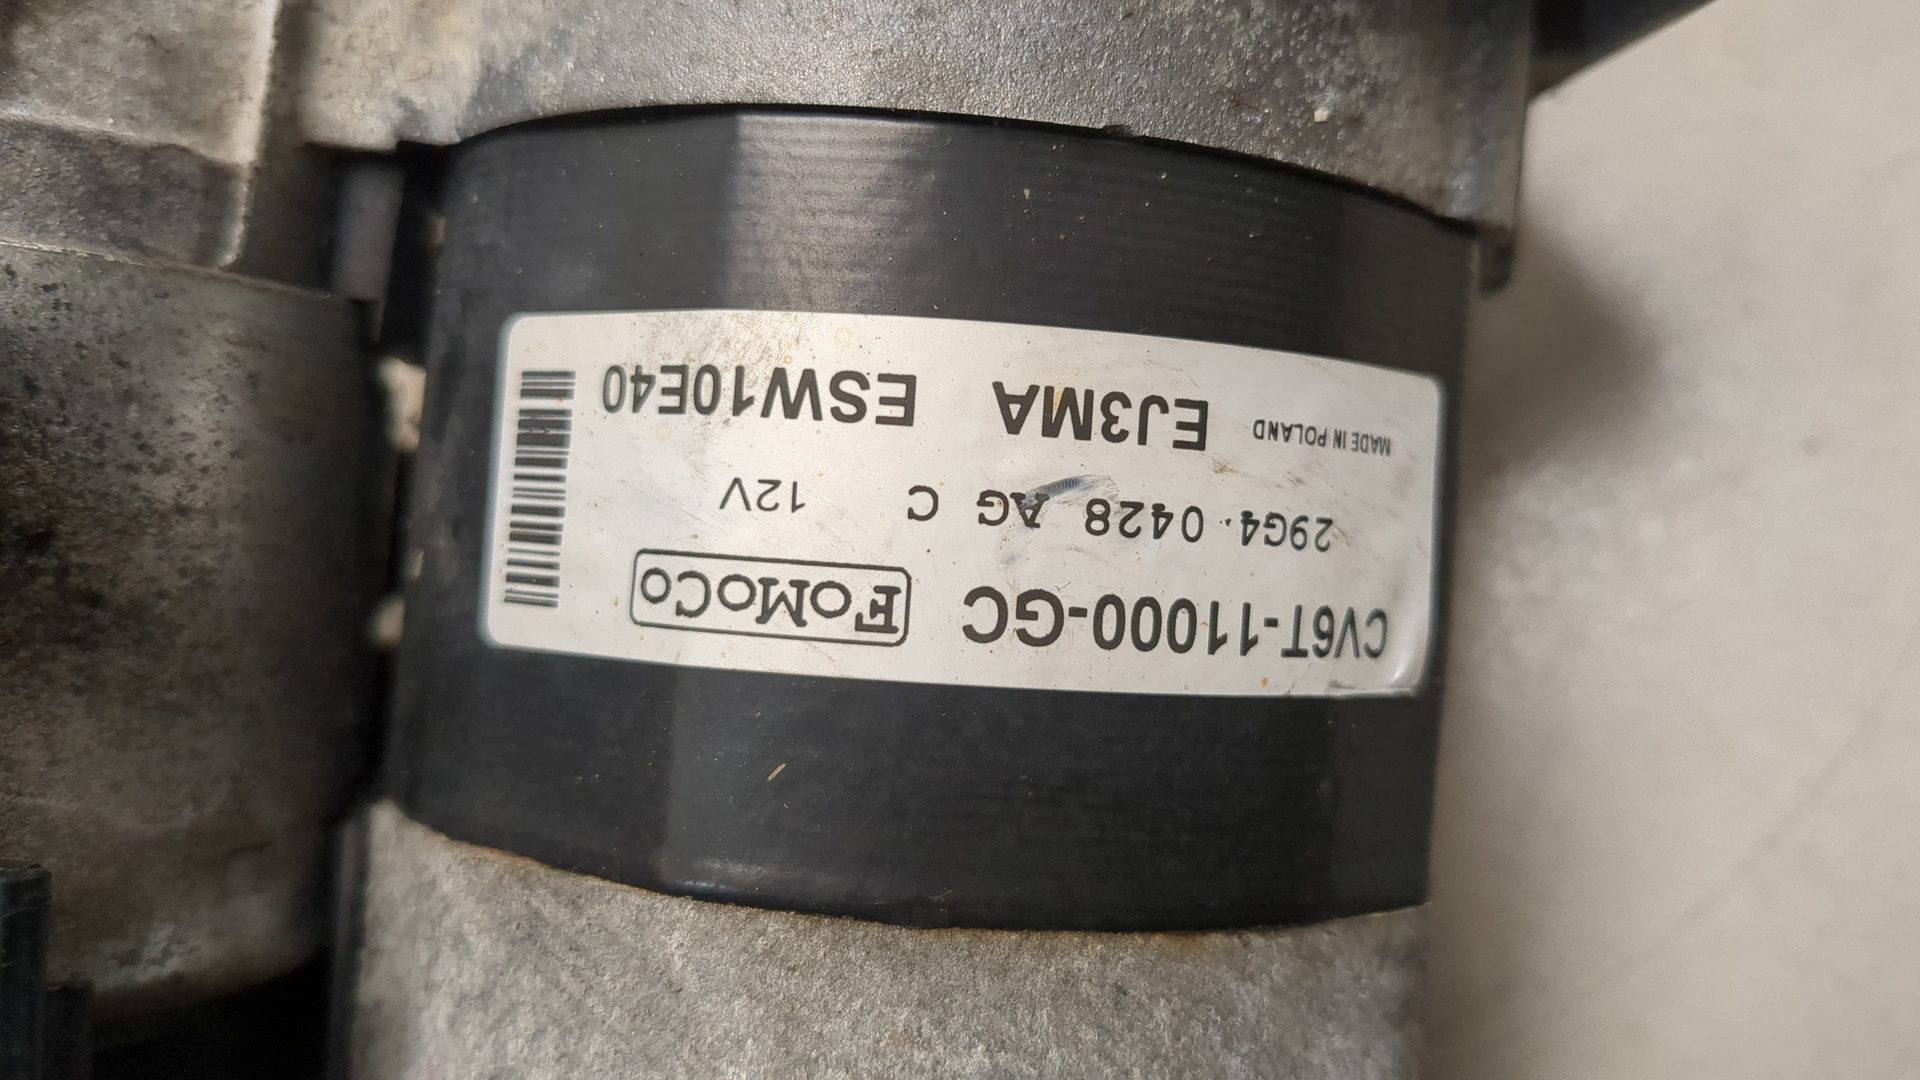 CV6T-11000-GC FoMoCo
29G4 0428 AG C 12V
MADE IN POLAND EJ3MA ESW10E40